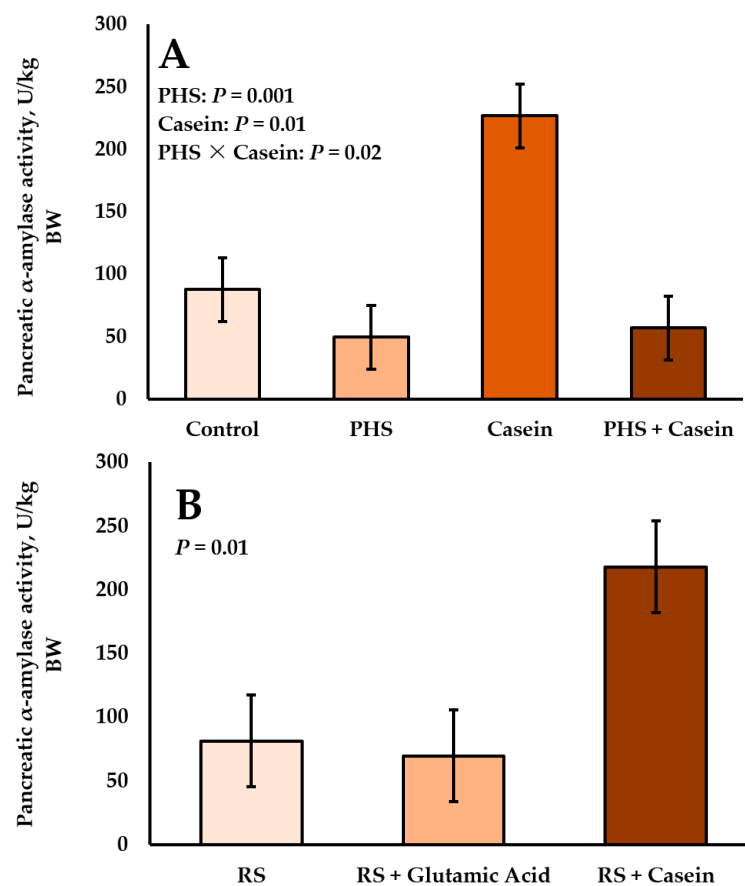 300
A
PHS: P = 0.001
250
Casein: P = 0.01
PHS × Casein: P = 0.02
200
150
100
50
0
Pancreatic α-amylase activity, U/kg
BW
Control PHS Casein PHS + Casein
300
B
250
P = 0.01
200
150
100
50
0
Pancreatic α-amylase activity, U/kg
BW
RS RS + Glutamic Acid RS + Casein